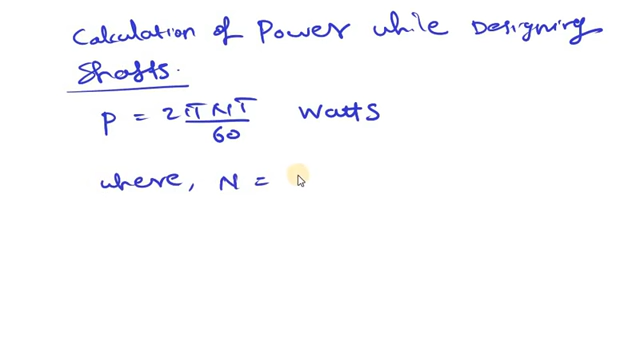 Calculation of Power while Designing
Shafts.
P = 2πNT/60 Watts
where, N =